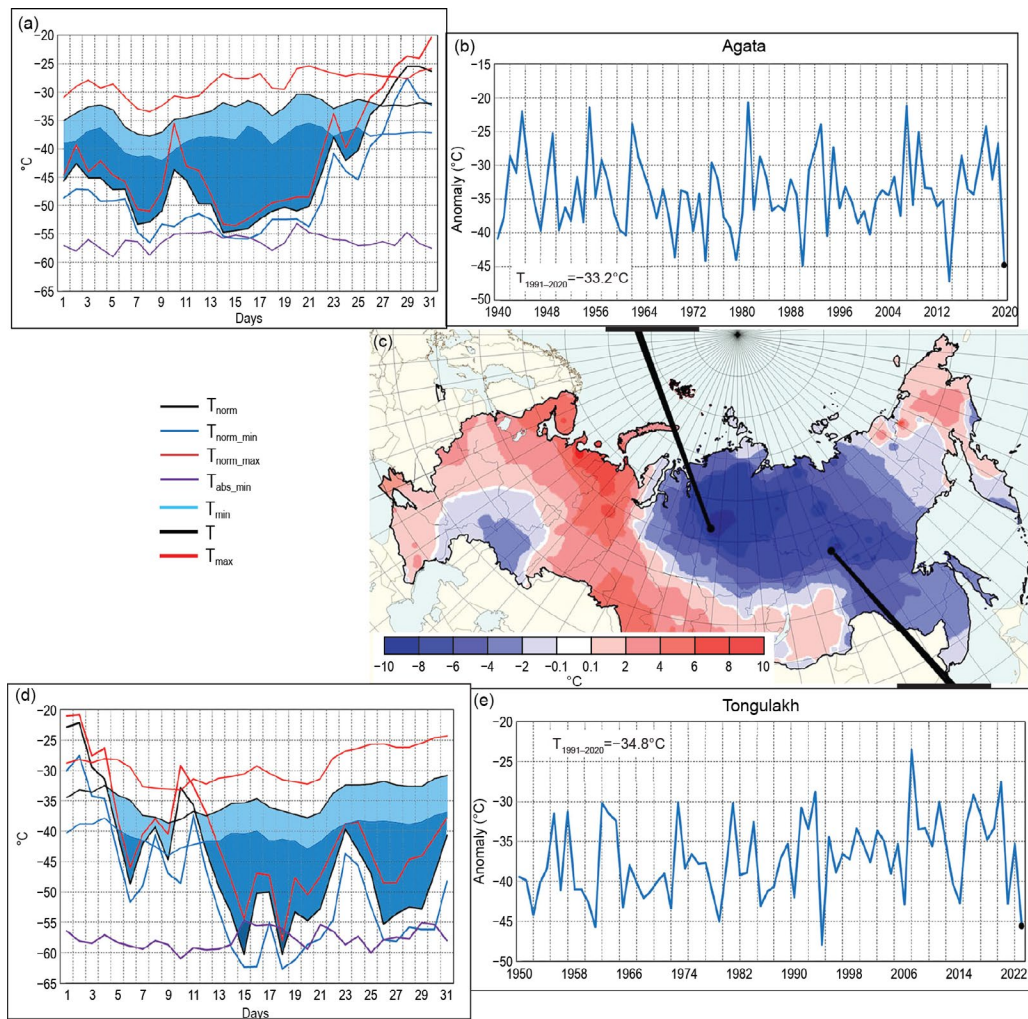 (a)
°C
−20
−25
−30
−35
−40
−45
−50
−55
−60
−65
1 3 5 7 9 11 13 15 17 19 21 23 25 27 29 31
Days
(b)
Agata
Anomaly (°C)
−15
−20
−25
−30
−35
−40
−45
−50
T1991–2020=−33.2°C
1940 1948 1956 1964 1972 1980 1988 1996 2004 2012 2020
Tnorm
Tnorm_min
Tnorm_max
Tabs_min
Tmin
T
Tmax
(c)
−10 −8 −6 −4 −2 −0.1 0.1 2 4 6 8 10
°C
(d)
°C
−20
−25
−30
−35
−40
−45
−50
−55
−60
−65
1 3 5 7 9 11 13 15 17 19 21 23 25 27 29 31
Days
(e)
Tongulakh
Anomaly (°C)
−20
−25
−30
−35
−40
−45
−50
T1991–2020=−34.8°C
1950 1958 1966 1974 1982 1990 1998 2006 2014 2022